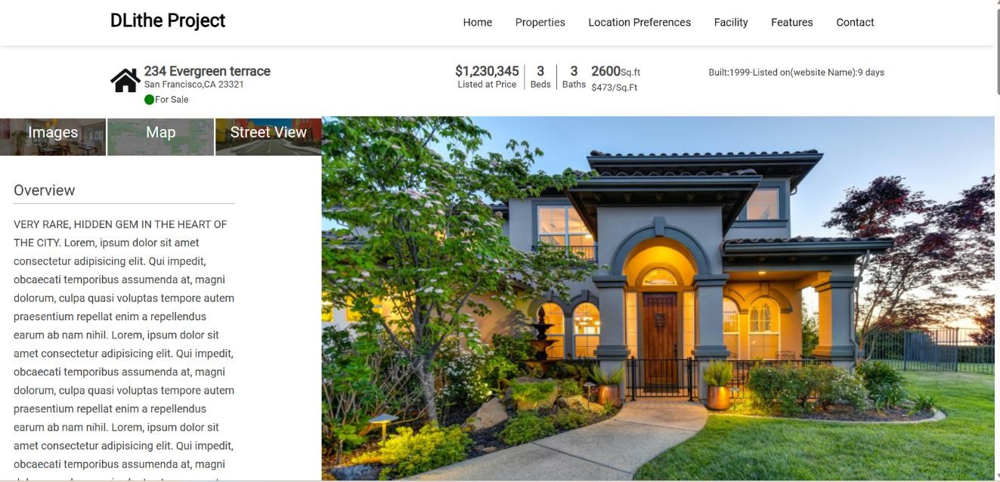 DLithe Project
Home Properties Location Preferences Facility Features Contact
234 Evergreen terrace
San Francisco,CA 23321
For Sale
$1,230,345
Listed at Price
3
Beds
3
Baths
2600Sq.ft
$473/Sq.Ft
Built:1999-Listed on(website Name):9 days
Images
Map
Street View
Overview
VERY RARE, HIDDEN GEM IN THE HEART OF
THE CITY. Lorem, ipsum dolor sit amet
consectetur adipisicing elit. Qui impedit,
obcaecati temporibus assumenda at, magni
dolorum, culpa quasi voluptas tempore autem
praesentium repellat enim a repellendus
earum ab nam nihil. Lorem, ipsum dolor sit
amet consectetur adipisicing elit. Qui impedit,
obcaecati temporibus assumenda at, magni
dolorum, culpa quasi voluptas tempore autem
praesentium repellat enim a repellendus
earum ab nam nihil. Lorem, ipsum dolor sit
amet consectetur adipisicing elit. Qui impedit,
obcaecati temporibus assumenda at, magni